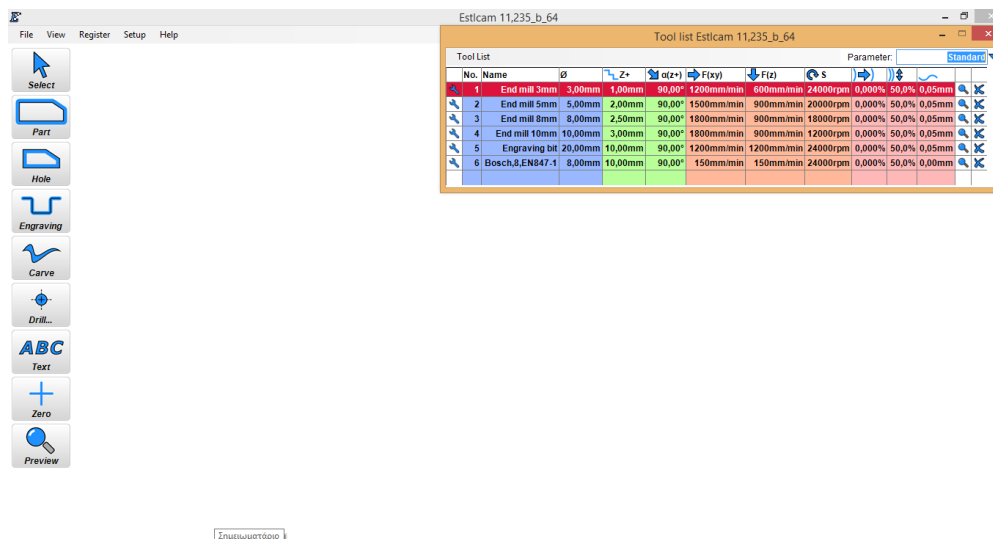 Estlcam 11,235_b_64
File View Register Setup Help
Tool list Estlcam 11,235_b_64
Tool List Parameter: Standard
No. Name Ø Z+ α(z+) F(xy) F(z) S
1 End mill 3mm 3,00mm 1,00mm 90,00° 1200mm/min 600mm/min 24000rpm 0,000% 50,0% 0,05mm
2 End mill 5mm 5,00mm 2,00mm 90,00° 1500mm/min 900mm/min 20000rpm 0,000% 50,0% 0,05mm
3 End mill 8mm 8,00mm 2,50mm 90,00° 1800mm/min 900mm/min 18000rpm 0,000% 50,0% 0,05mm
4 End mill 10mm 10,00mm 3,00mm 90,00° 1800mm/min 900mm/min 12000rpm 0,000% 50,0% 0,05mm
5 Engraving bit 20,00mm 10,00mm 90,00° 1200mm/min 1200mm/min 24000rpm 0,000% 50,0% 0,05mm
6 Bosch,8,EN847-1 8,00mm 10,00mm 90,00° 150mm/min 150mm/min 24000rpm 0,000% 50,0% 0,00mm
Select
Part
Hole
Engraving
Carve
Drill...
ABC
Text
Zero
Preview
Σημειωματάριο